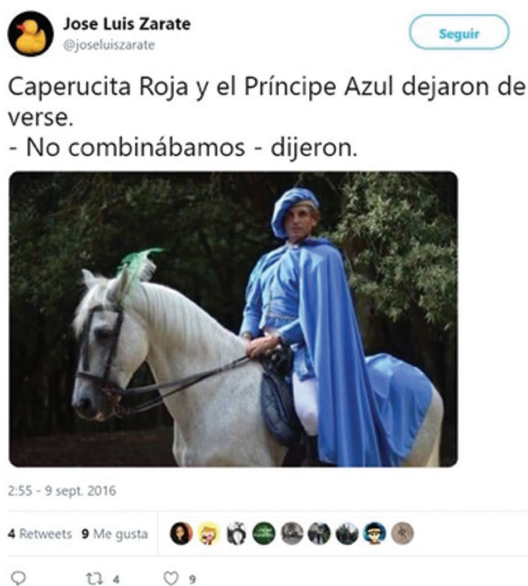 Jose Luis Zarate
@joseluiszarate
Seguir
Caperucita Roja y el Príncipe Azul dejaron de
verse.
- No combinábamos - dijeron.
2:55 - 9 sept. 2016
4 Retweets 9 Me gusta
4 9